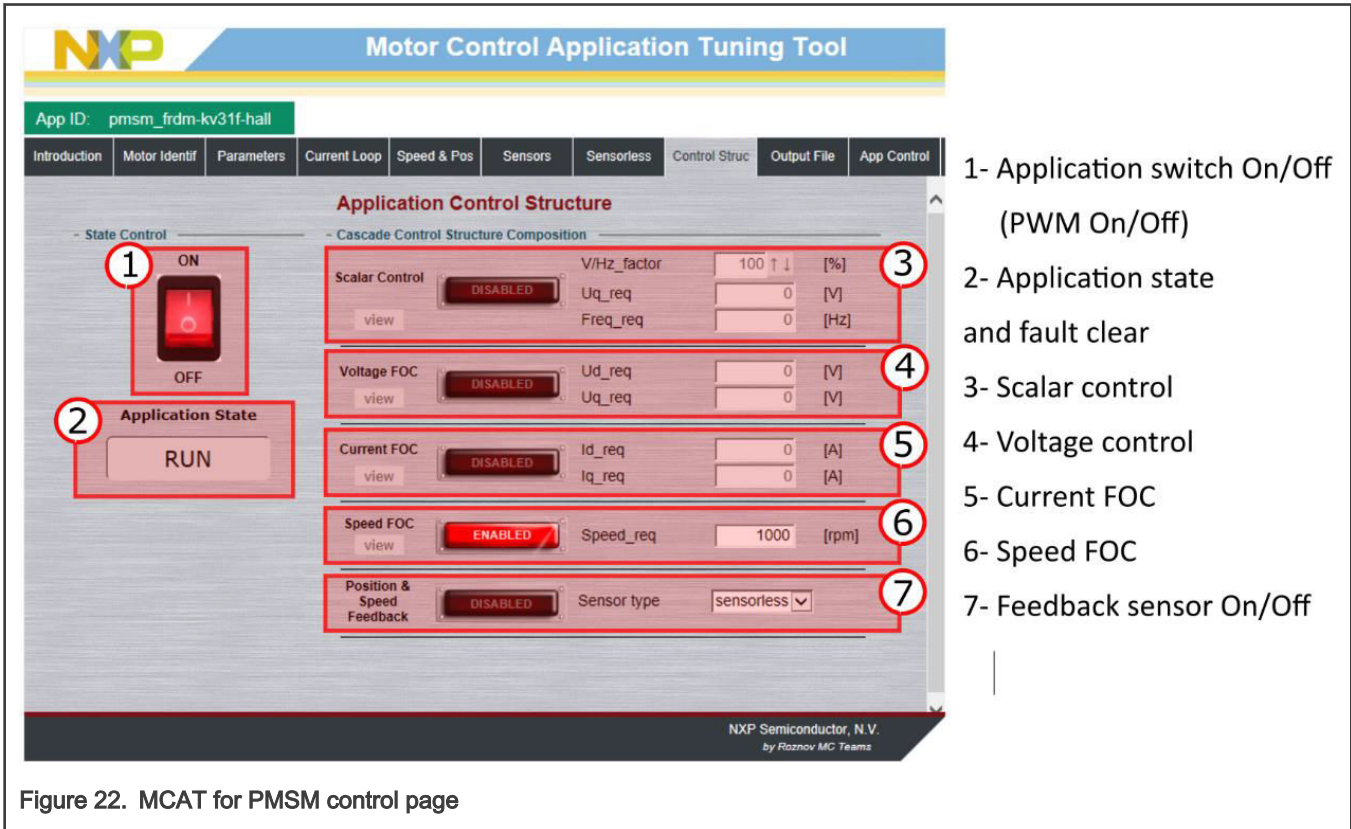 NXP
Motor Control Application Tuning Tool
App ID: pmsm_frdm-kv31f-hall
Introduction Motor Identif Parameters Current Loop Speed & Pos Sensors Sensorless Control Struc Output File App Control
Application Control Structure
- State Control
- Cascade Control Structure Composition
1
ON
OFF
2
Application State
RUN
Scalar Control
view
DISABLED
V/Hz_factor 100 ↑↓ [%]
Uq_req 0 [V]
Freq_req 0 [Hz]
3
Voltage FOC
view
DISABLED
Ud_req 0 [V]
Uq_req 0 [V]
4
Current FOC
view
DISABLED
Id_req 0 [A]
Iq_req 0 [A]
5
Speed FOC
view
ENABLED
Speed_req 1000 [rpm]
6
Position &
Speed
Feedback
DISABLED
Sensor type sensorless
7
NXP Semiconductor, N.V.
by Roznov MC Teams
1- Application switch On/Off
(PWM On/Off)
2- Application state
and fault clear
3- Scalar control
4- Voltage control
5- Current FOC
6- Speed FOC
7- Feedback sensor On/Off
Figure 22. MCAT for PMSM control page